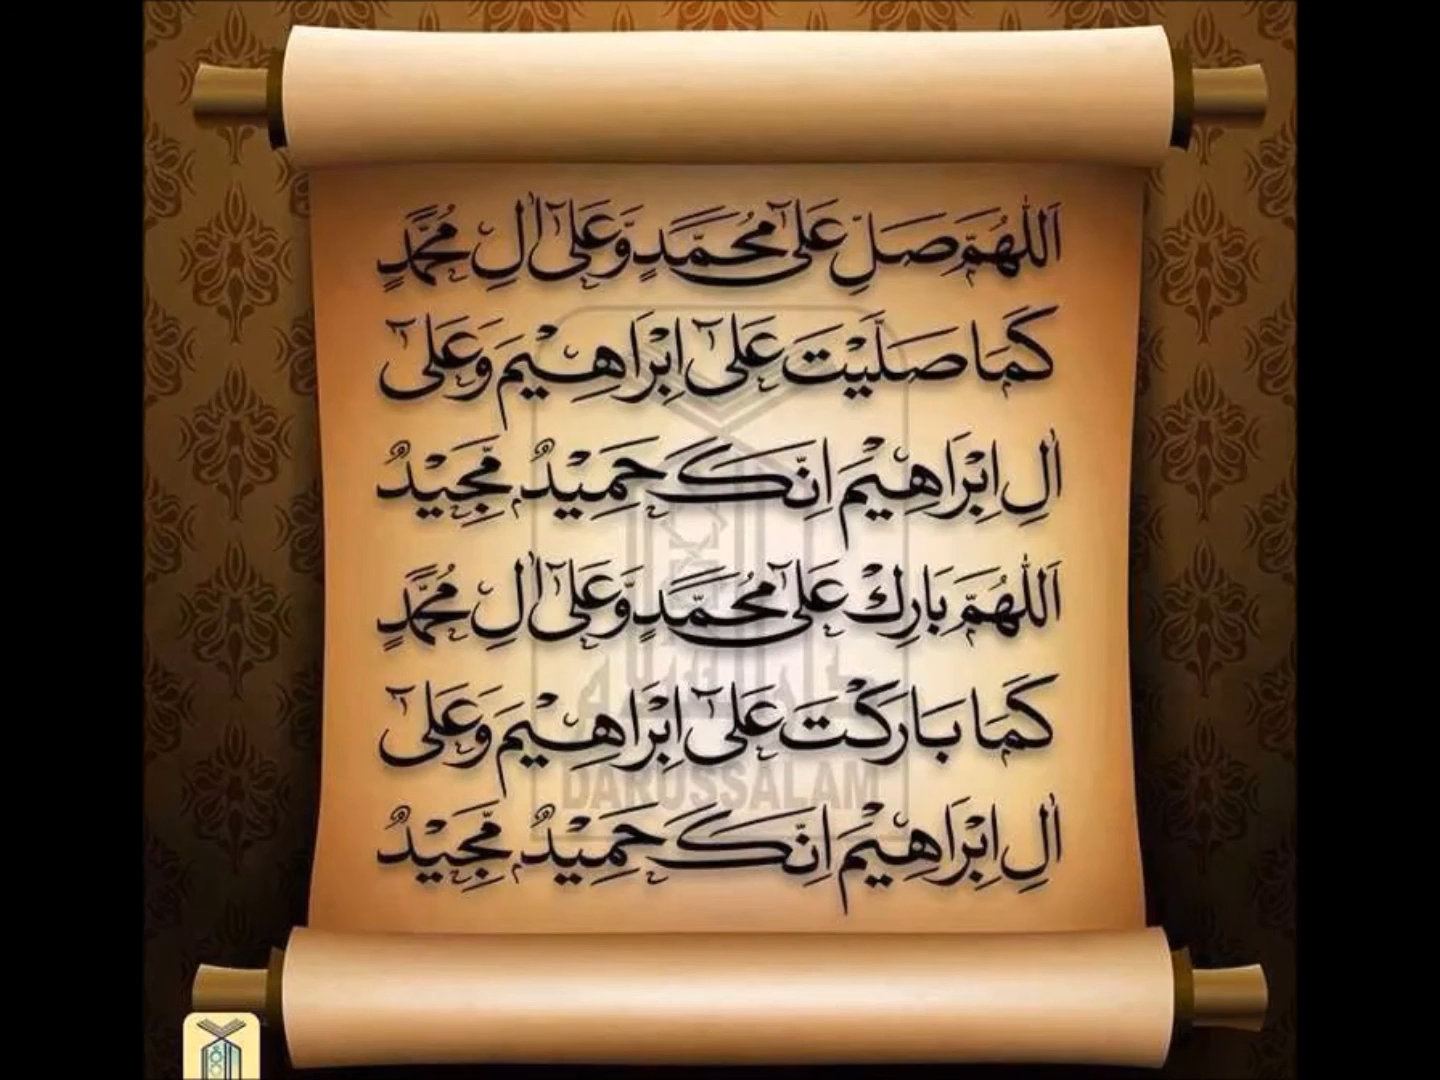 اَللّٰهُمَّ صَلِّ عَلٰى مُحَمَّدٍ وَّعَلٰٓى اٰلِ مُحَمَّدٍ
كَمَا صَلَّيْتَ عَلٰٓى اِبْرَاهِيْمَ وَعَلٰٓى
اٰلِ اِبْرَاهِيْمَ اِنَّكَ حَمِيْدٌ مَّجِيْدٌ
اَللّٰهُمَّ بَارِكْ عَلٰى مُحَمَّدٍ وَّعَلٰٓى اٰلِ مُحَمَّدٍ
كَمَا بَارَكْتَ عَلٰٓى اِبْرَاهِيْمَ وَعَلٰٓى
DARUSSALAM
اٰلِ اِبْرَاهِيْمَ اِنَّكَ حَمِيْدٌ مَّجِيْدٌ